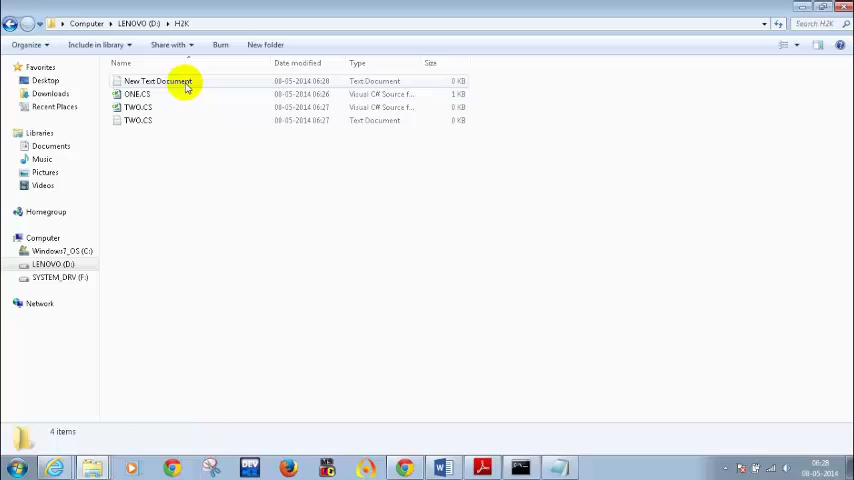 Computer ▸ LENOVO (D:) ▸ H2K
Search H2K
Organize Include in library Share with Burn New folder
Name Date modified Type Size
New Text Document 08-05-2014 06:28 Text Document 0 KB
ONE.CS 08-05-2014 06:26 Visual C# Source f... 1 KB
TWO.CS 08-05-2014 06:27 Visual C# Source f... 0 KB
TWO.CS 08-05-2014 06:27 Text Document 0 KB
Favorites
Desktop
Downloads
Recent Places
Libraries
Documents
Music
Pictures
Videos
Homegroup
Computer
Windows7_OS (C:)
LENOVO (D:)
SYSTEM_DRV (F:)
Network
4 items
DEV
06:28
08-05-2014